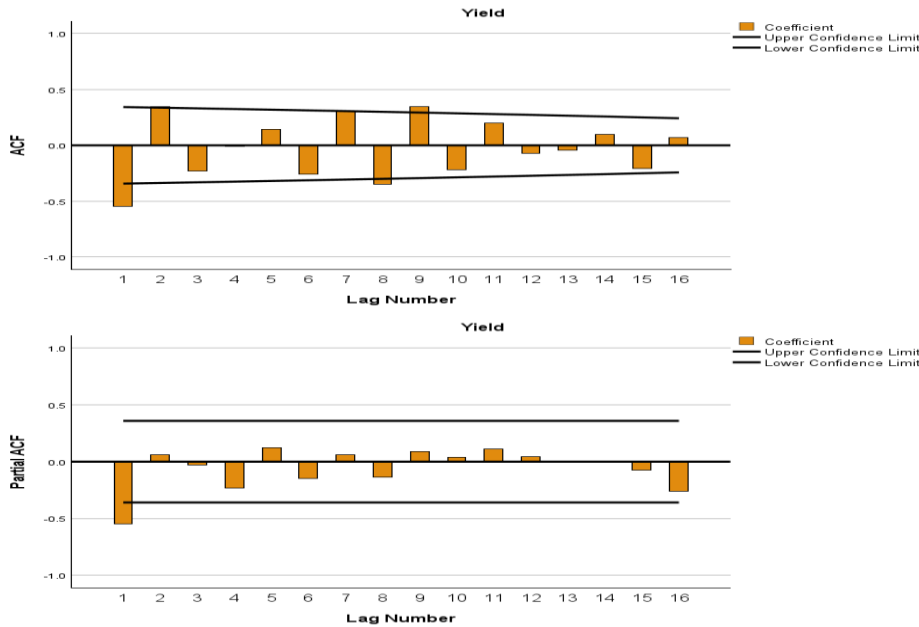 Yield
Coefficient
Upper Confidence Limit
Lower Confidence Limit
1.0
0.5
0.0
-0.5
-1.0
ACF
1 2 3 4 5 6 7 8 9 10 11 12 13 14 15 16
Lag Number
Yield
Coefficient
Upper Confidence Limit
Lower Confidence Limit
1.0
0.5
0.0
-0.5
-1.0
Partial ACF
1 2 3 4 5 6 7 8 9 10 11 12 13 14 15 16
Lag Number